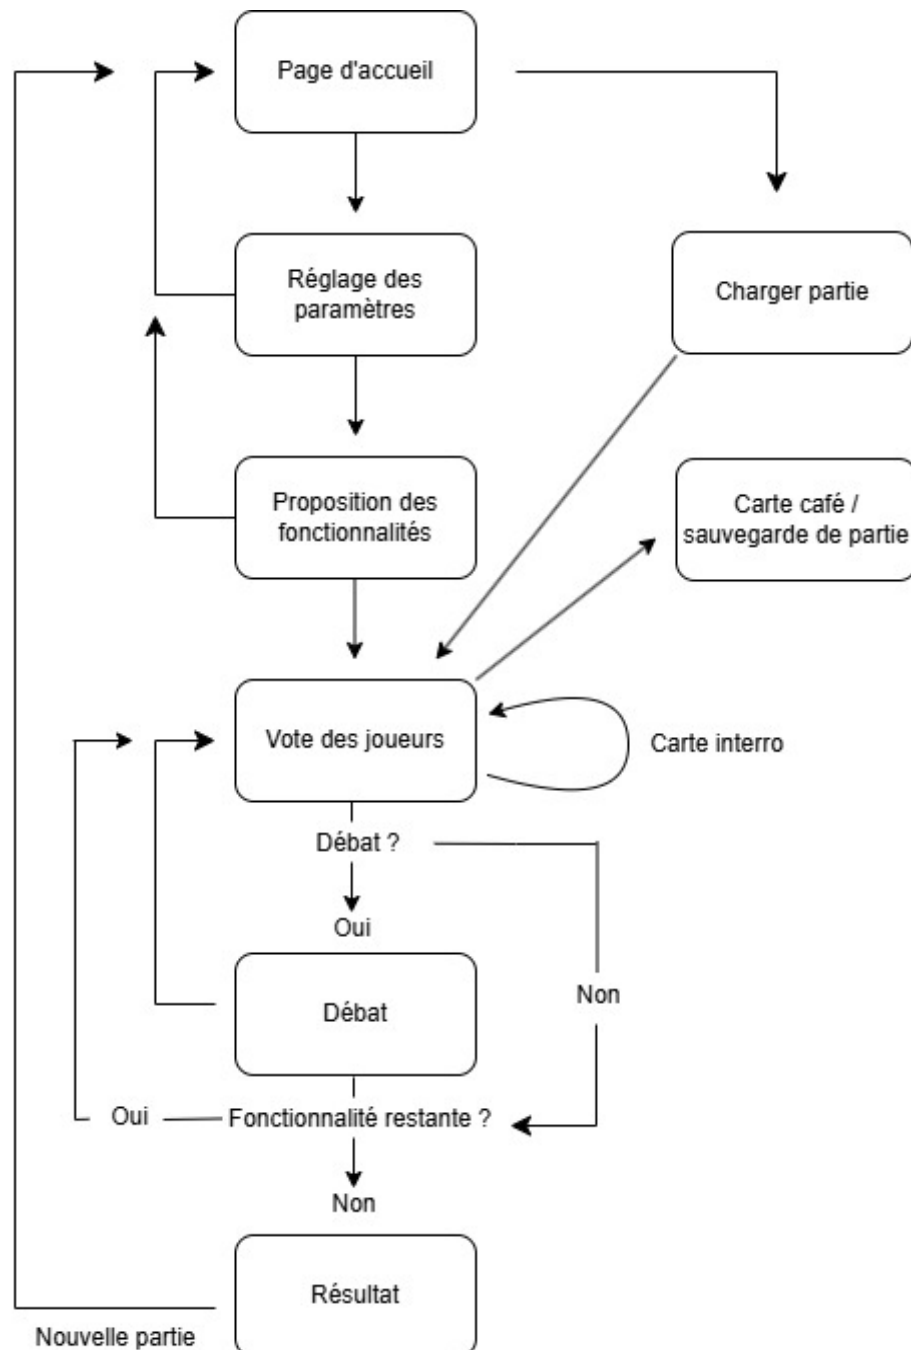 Page d'accueil
Réglage des
paramètres
Charger partie
Proposition des
fonctionnalités
Carte café /
sauvegarde de partie
Vote des joueurs
Carte interro
Débat ?
Oui
Non
Débat
Oui
Fonctionnalité restante ?
Non
Résultat
Nouvelle partie